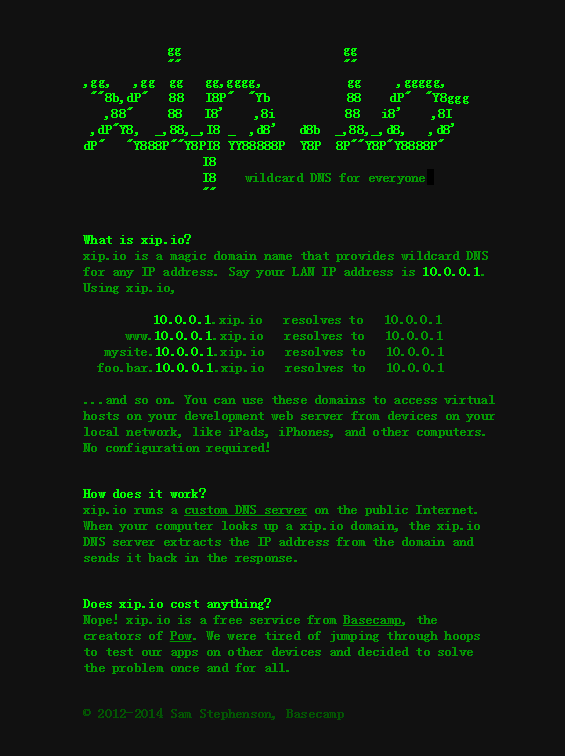 xip.io
wildcard DNS for everyone
What is xip.io?
xip.io is a magic domain name that provides wildcard DNS
for any IP address. Say your LAN IP address is 10.0.0.1.
Using xip.io,
10.0.0.1.xip.io resolves to 10.0.0.1
www.10.0.0.1.xip.io resolves to 10.0.0.1
mysite.10.0.0.1.xip.io resolves to 10.0.0.1
foo.bar.10.0.0.1.xip.io resolves to 10.0.0.1
...and so on. You can use these domains to access virtual
hosts on your development web server from devices on your
local network, like iPads, iPhones, and other computers.
No configuration required!
How does it work?
xip.io runs a custom DNS server on the public Internet.
When your computer looks up a xip.io domain, the xip.io
DNS server extracts the IP address from the domain and
sends it back in the response.
Does xip.io cost anything?
Nope! xip.io is a free service from Basecamp, the
creators of Pow. We were tired of jumping through hoops
to test our apps on other devices and decided to solve
the problem once and for all.
© 2012-2014 Sam Stephenson, Basecamp